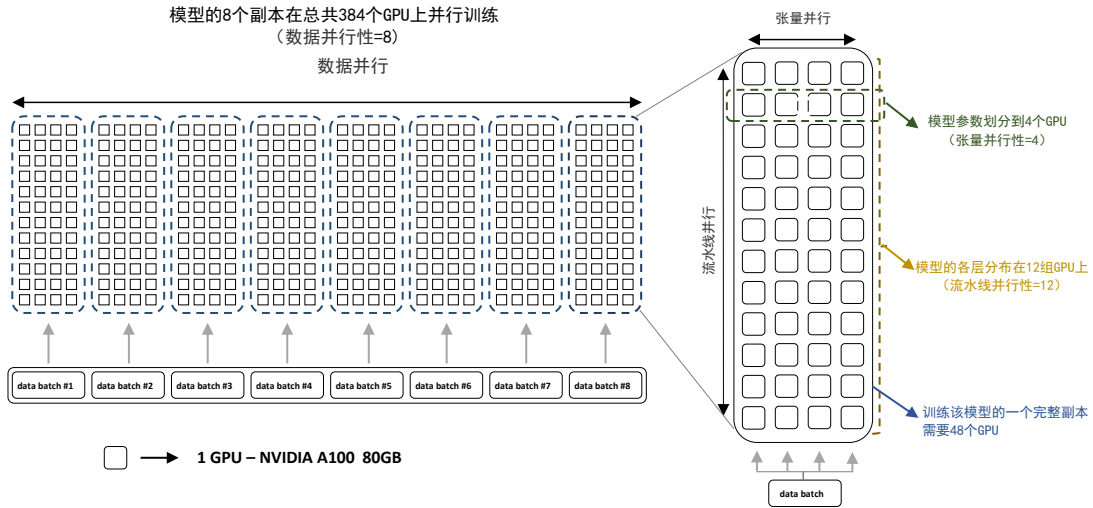 模型的8个副本在总共384个GPU上并行训练
（数据并行性=8）
数据并行
data batch #1
data batch #2
data batch #3
data batch #4
data batch #5
data batch #6
data batch #7
data batch #8
1 GPU – NVIDIA A100 80GB
张量并行
流水线并行
模型参数划分到4个GPU
（张量并行性=4）
模型的各层分布在12组GPU上
（流水线并行性=12）
训练该模型的一个完整副本
需要48个GPU
data batch